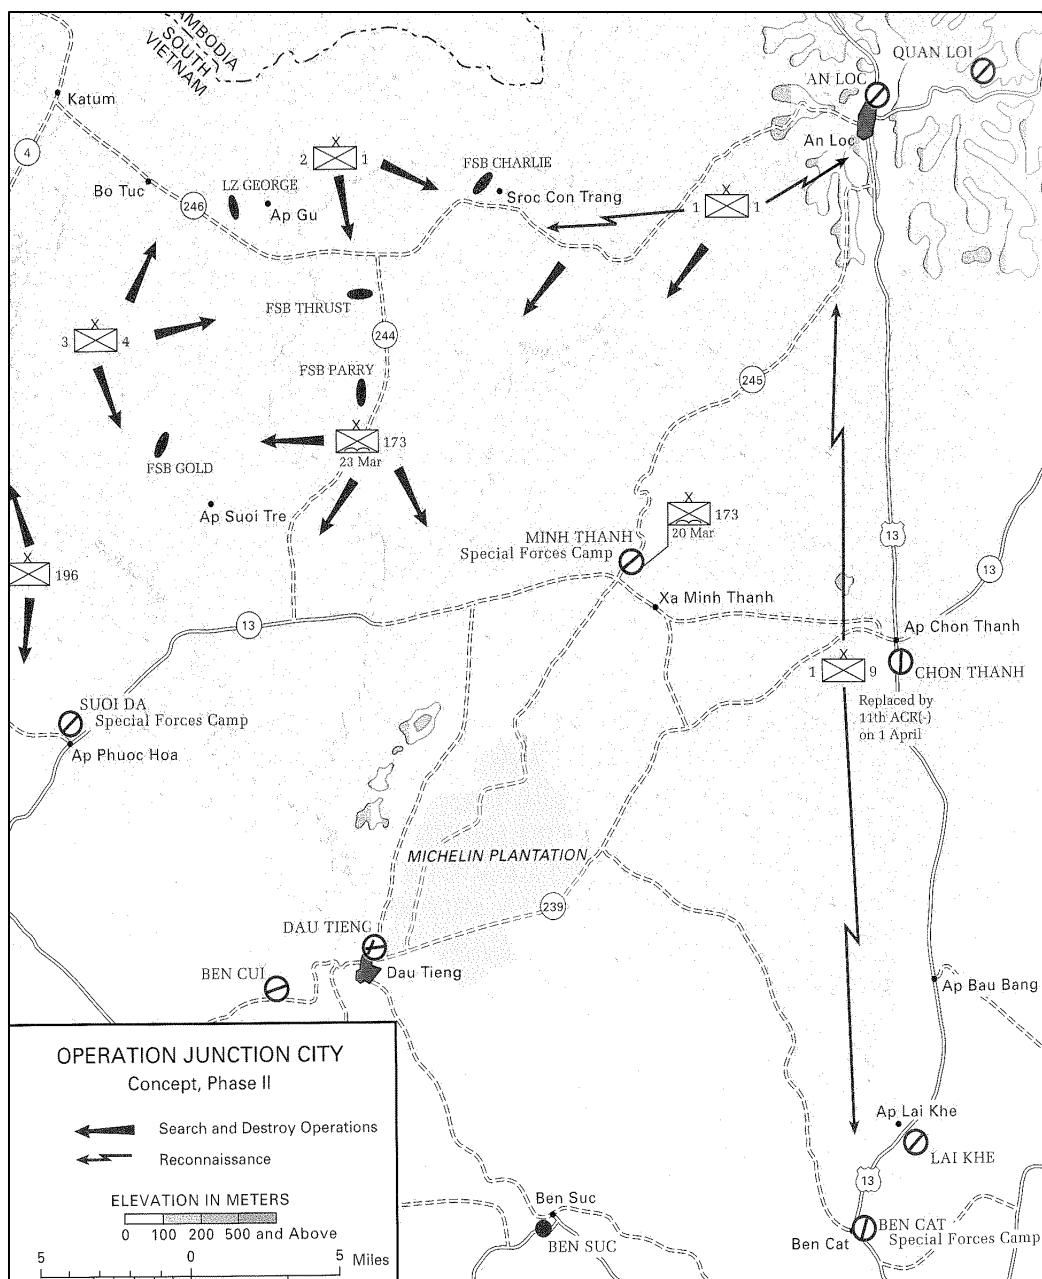 CAMBODIA
SOUTH
VIETNAM
QUAN LOI
AN LOC
Katum
An Loc
4
X
2 1
FSB CHARLIE
Sroc Con Trang
Bo Tuc
LZ GEORGE
Ap Gu
246
X
1 1
FSB THRUST
X
3 4
244
FSB PARRY
245
X
173
23 Mar
FSB GOLD
Ap Suoi Tre
X
173
20 Mar
13
MINH THANH
Special Forces Camp
13
X
196
Xa Minh Thanh
13
Ap Chon Thanh
X
1 9
CHON THANH
Replaced by
11th ACR(-)
on 1 April
SUOI DA
Special Forces Camp
Ap Phuoc Hoa
MICHELIN PLANTATION
239
DAU TIENG
Dau Tieng
BEN CUI
Ap Bau Bang
OPERATION JUNCTION CITY
Concept, Phase II
Search and Destroy Operations
Reconnaissance
ELEVATION IN METERS
0 100 200 500 and Above
5 0 5 Miles
Ap Lai Khe
LAI KHE
13
Ben Suc
BEN SUC
Ben Cat
BEN CAT
Special Forces Camp